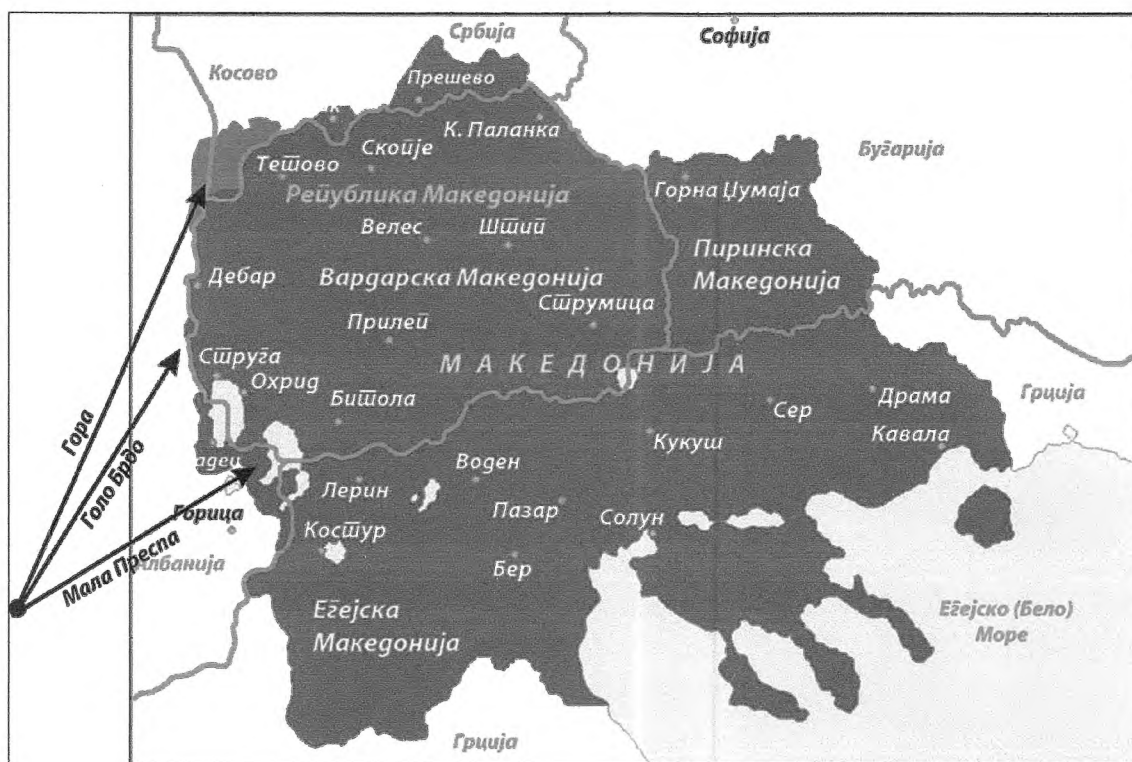 Србија
Софија
Косово
Прешево
К. Паланка
Скопје
Тетово
Бугарија
Република Македонија
Горна Џумаја
Велес
Штип
Пиринска
Македонија
Дебар
Вардарска Македонија
Струмица
Прилеп
Струга
МАКЕДОНИЈА
Охрид
Битола
Грција
Драма
Сер
Кавала
Кукуш
Гора
Голо Брдо
Мала Преспа
Воден
Лерин
Пазар
Солун
Горица
Костур
Албанија
Бер
Егејска
Македонија
Егејско (Бело)
Море
Грција